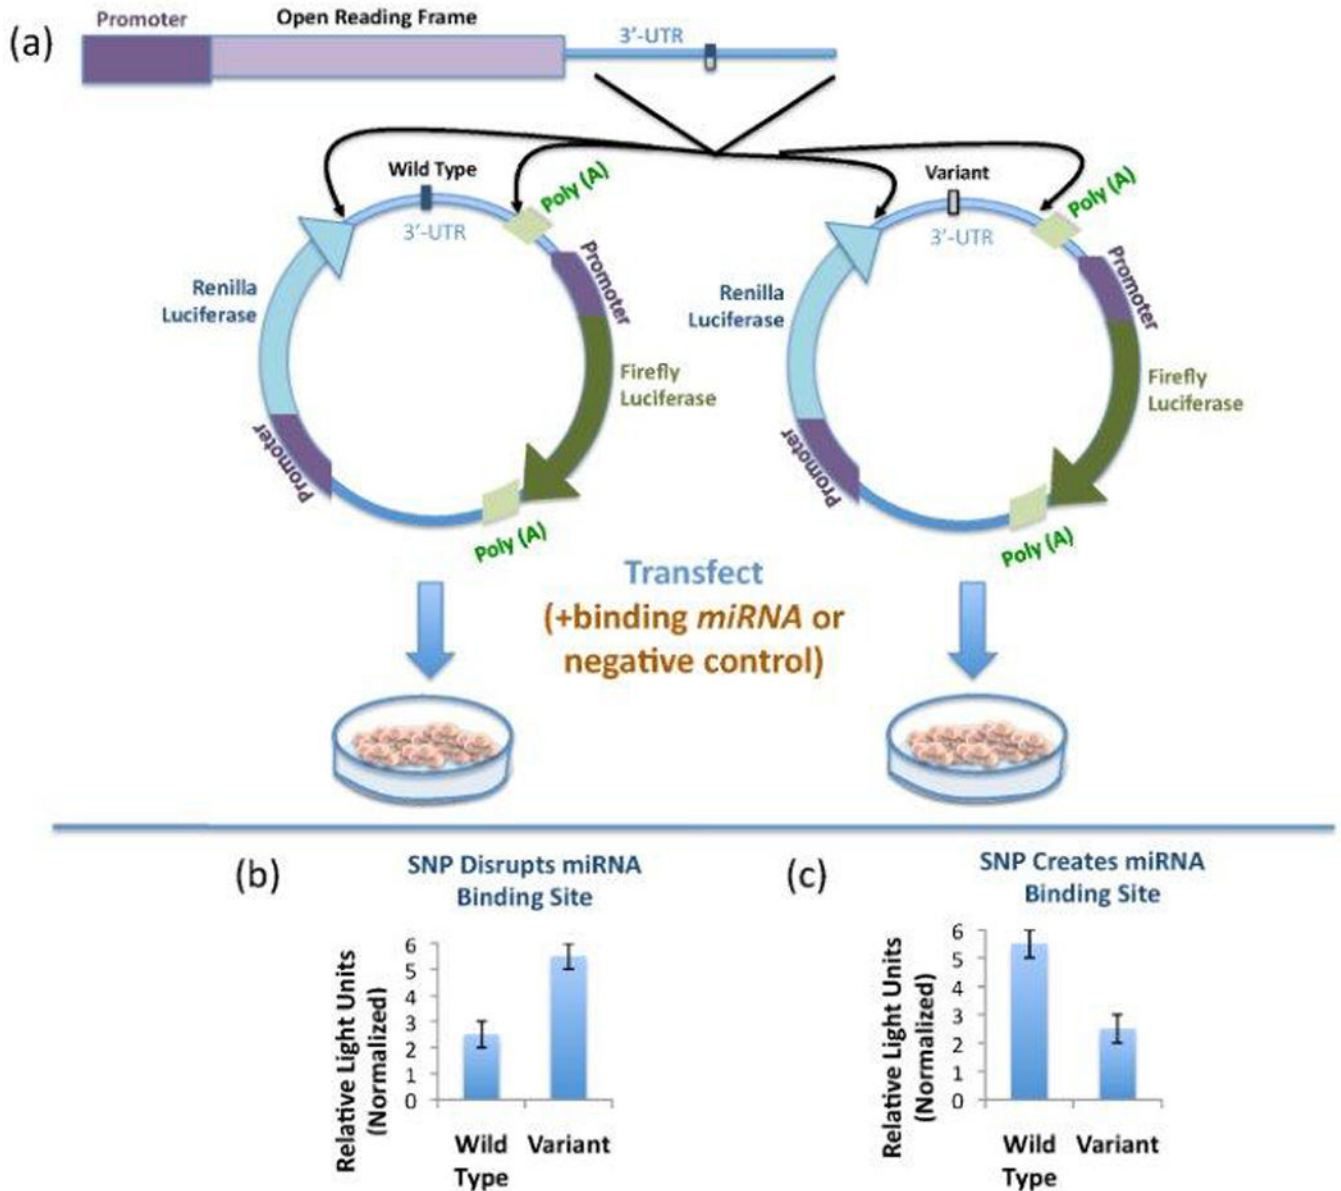 (a)
Promoter
Open Reading Frame
3’-UTR
Wild Type
3’-UTR
Poly (A)
Promoter
Renilla
Luciferase
Firefly
Luciferase
Promoter
Poly (A)
Variant
3’-UTR
Poly (A)
Promoter
Renilla
Luciferase
Firefly
Luciferase
Promoter
Poly (A)
Transfect
(+binding miRNA or
negative control)
(b)
SNP Disrupts miRNA
Binding Site
Relative Light Units
(Normalized)
6
5
4
3
2
1
0
Wild
Type
Variant
(c)
SNP Creates miRNA
Binding Site
Relative Light Units
(Normalized)
6
5
4
3
2
1
0
Wild
Type
Variant